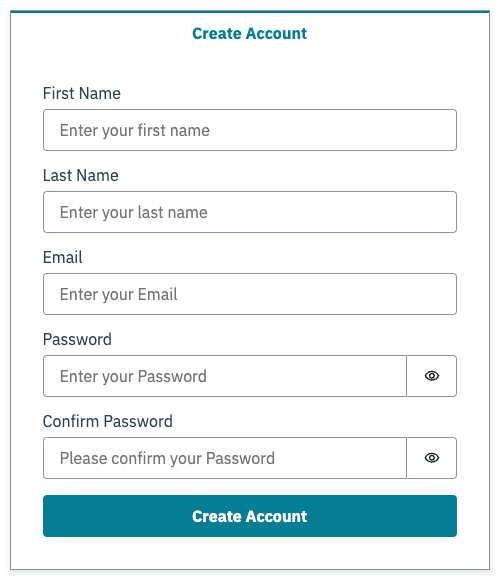 Create Account
First Name
Enter your first name
Last Name
Enter your last name
Email
Enter your Email
Password
Enter your Password
Confirm Password
Please confirm your Password
Create Account